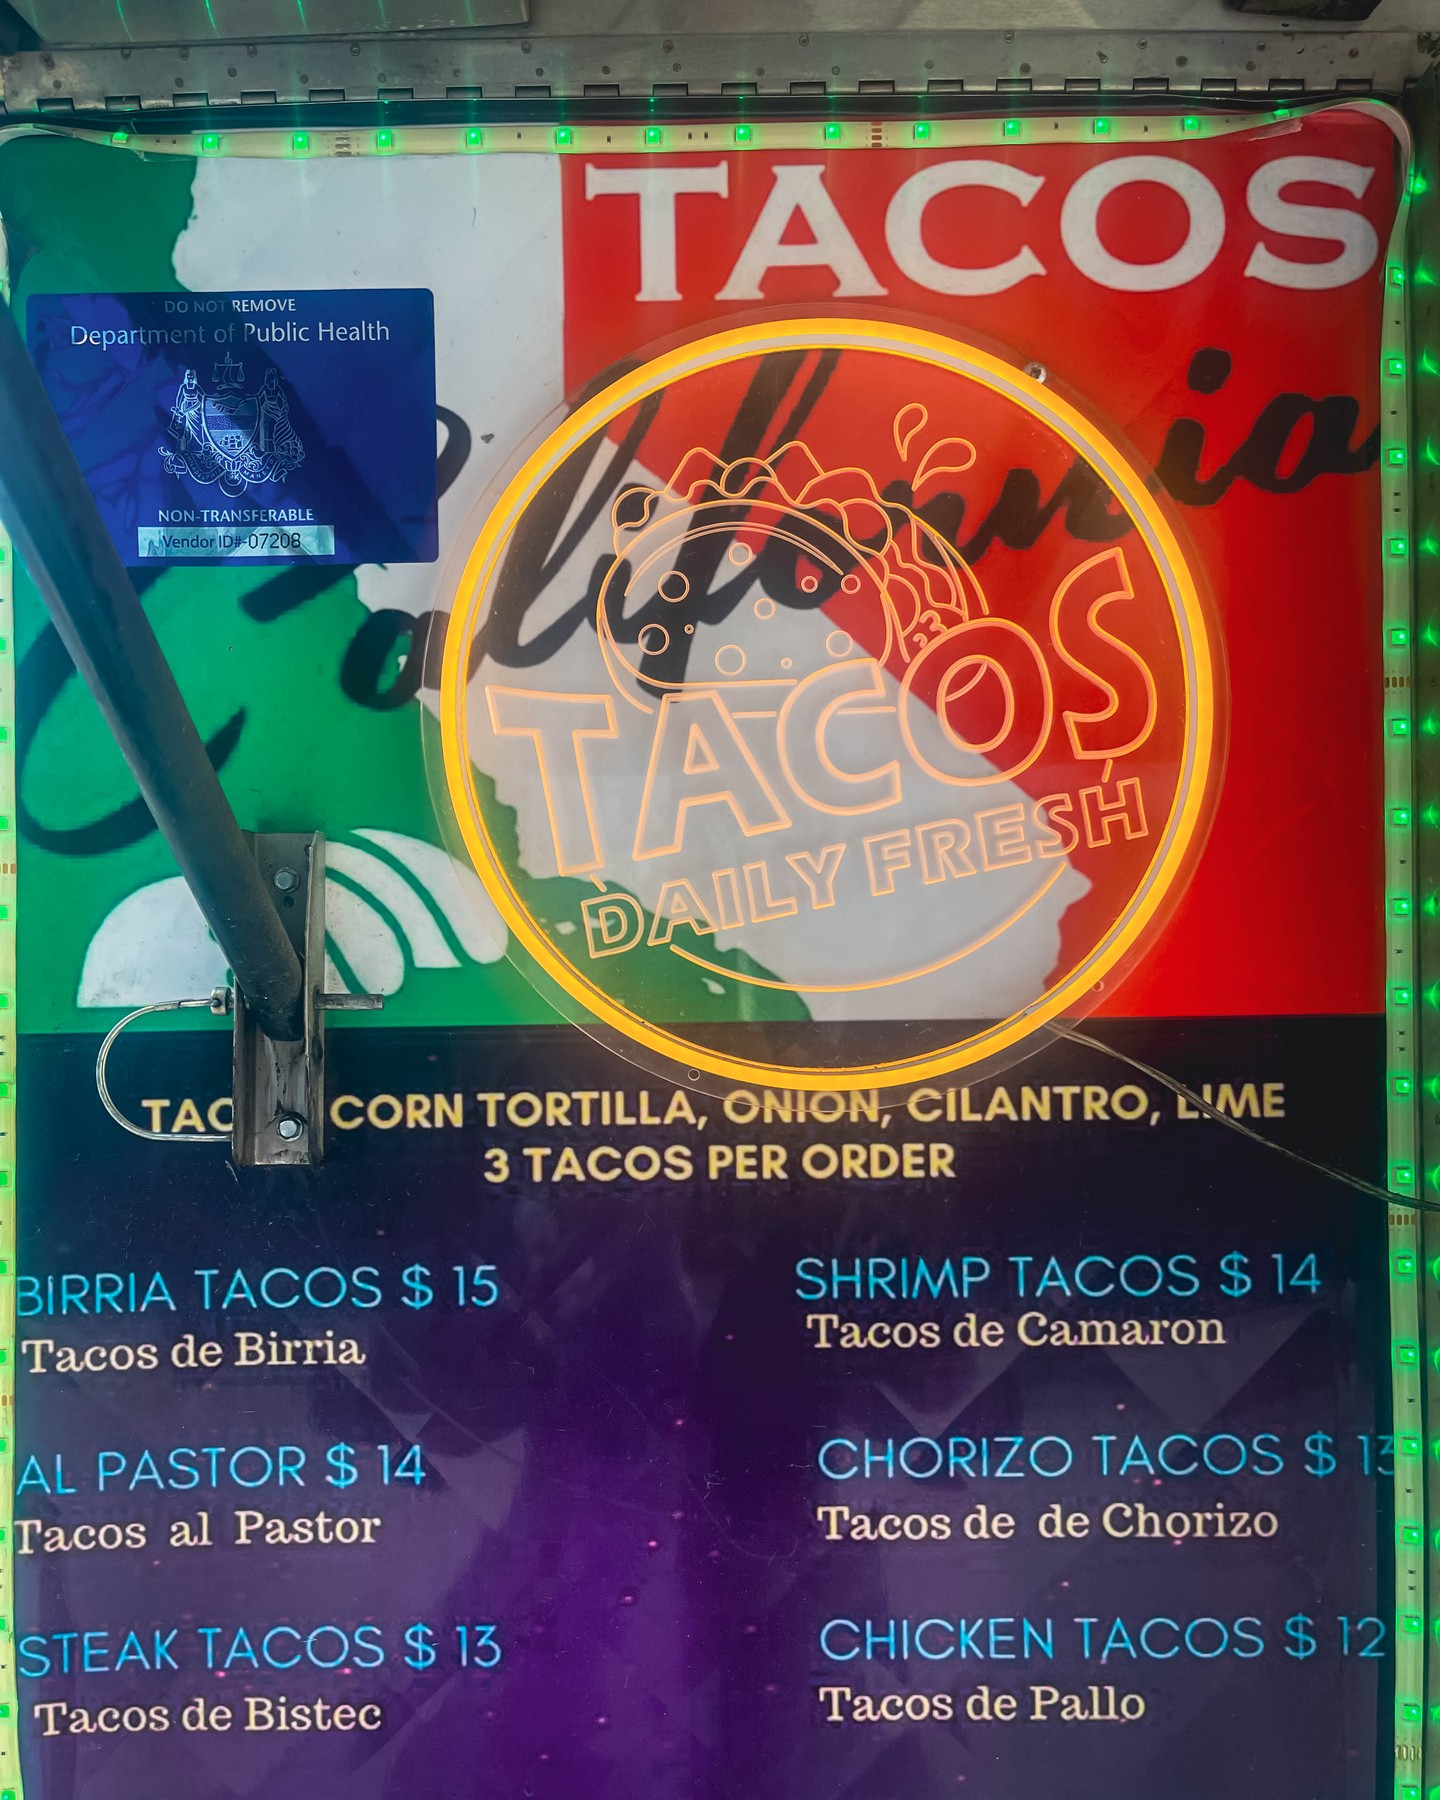 TACOS
California
DO NOT REMOVE
Department of Public Health
NON-TRANSFERABLE
Vendor ID#-07208
TACOS
DAILY FRESH
CORN TORTILLA, ONION, CILANTRO, LIME
3 TACOS PER ORDER
BIRRIA TACOS $ 15
Tacos de Birria
AL PASTOR $ 14
Tacos al Pastor
STEAK TACOS $ 13
Tacos de Bistec
SHRIMP TACOS $ 14
Tacos de Camaron
CHORIZO TACOS $ 13
Tacos de de Chorizo
CHICKEN TACOS $ 12
Tacos de Pallo